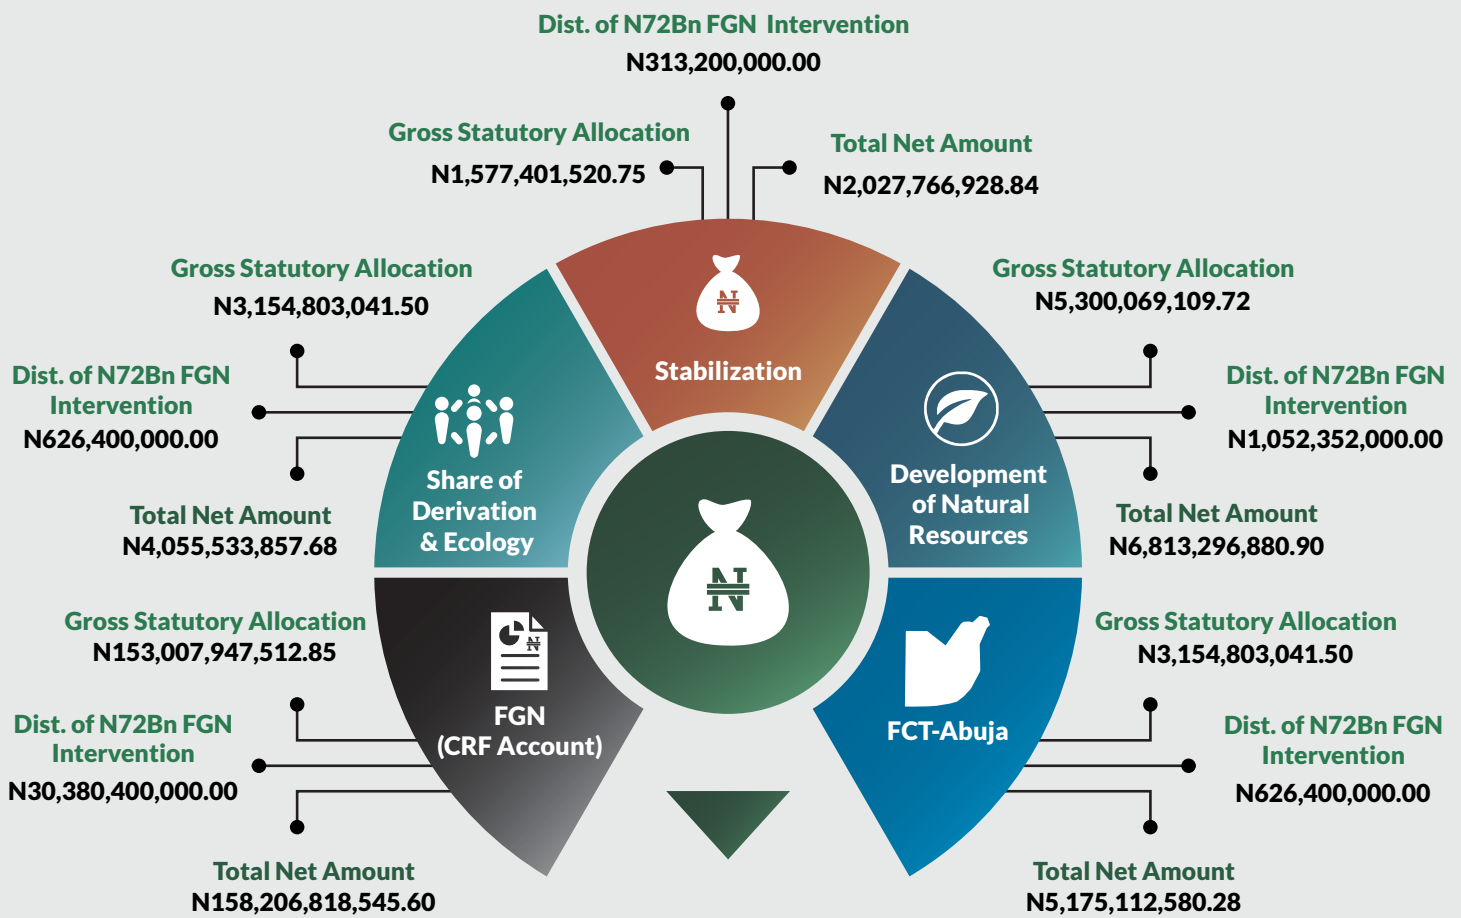 Dist. of N72Bn FGN Intervention
N313,200,000.00
Gross Statutory Allocation
N1,577,401,520.75
Total Net Amount
N2,027,766,928.84
Gross Statutory Allocation
N3,154,803,041.50
Dist. of N72Bn FGN
Intervention
N626,400,000.00
Total Net Amount
N4,055,533,857.68
Gross Statutory Allocation
N5,300,069,109.72
Dist. of N72Bn FGN
Intervention
N1,052,352,000.00
Total Net Amount
N6,813,296,880.90
₦
Stabilization
Share of
Derivation
& Ecology
Development
of Natural
Resources
₦
Gross Statutory Allocation
N153,007,947,512.85
Dist. of N72Bn FGN
Intervention
N30,380,400,000.00
Total Net Amount
N158,206,818,545.60
₦
FGN
(CRF Account)
FCT-Abuja
Gross Statutory Allocation
N3,154,803,041.50
Dist. of N72Bn FGN
Intervention
N626,400,000.00
Total Net Amount
N5,175,112,580.28